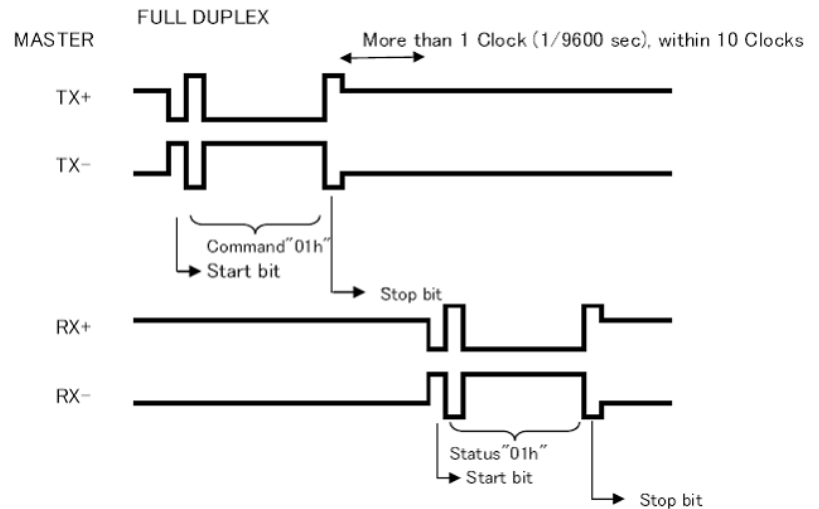 FULL DUPLEX
MASTER
More than 1 Clock (1/9600 sec), within 10 Clocks
TX+
TX-
Command"01h"
Start bit
Stop bit
RX+
RX-
Status"01h"
Start bit
Stop bit